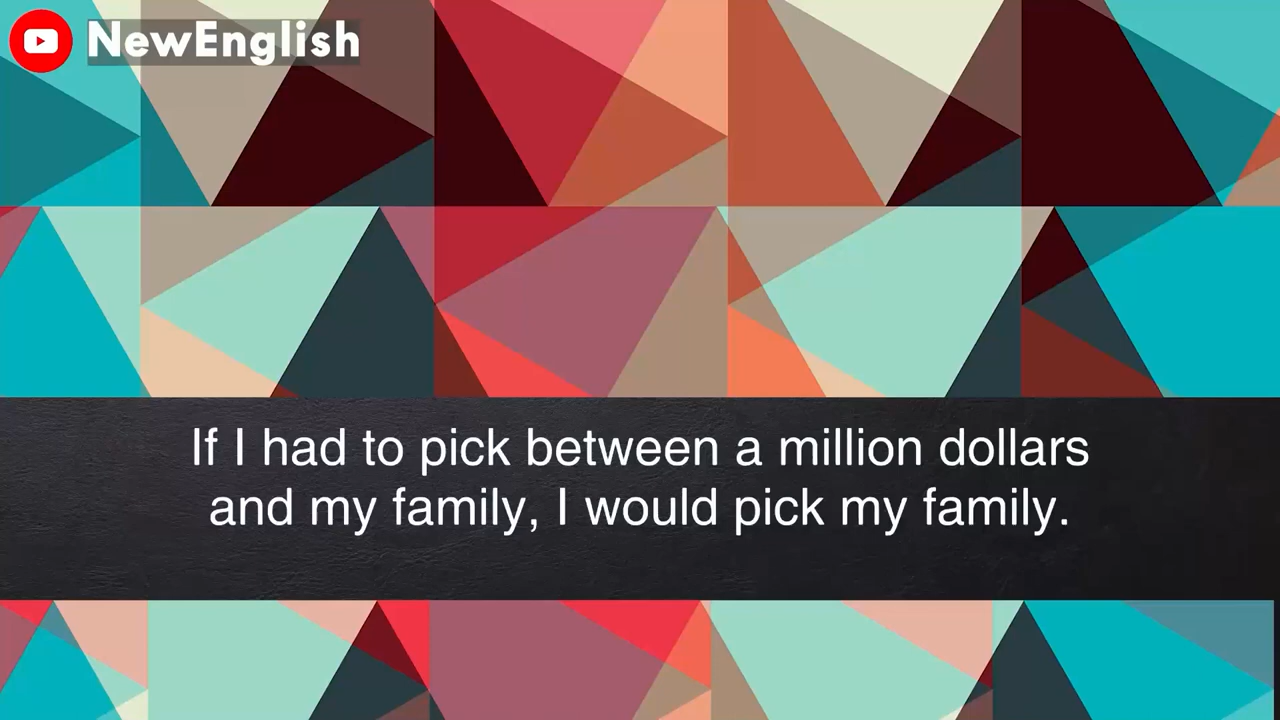 NewEnglish
If I had to pick between a million dollars
and my family, I would pick my family.